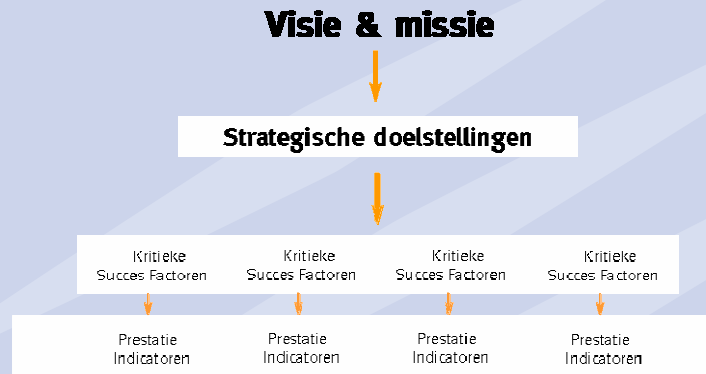 Visie & missie
Strategische doelstellingen
Kritieke
Succes Factoren
Kritieke
Succes Factoren
Kritieke
Succes Factoren
Kritieke
Succes Factoren
Prestatie
Indicatoren
Prestatie
Indicatoren
Prestatie
Indicatoren
Prestatie
Indicatoren